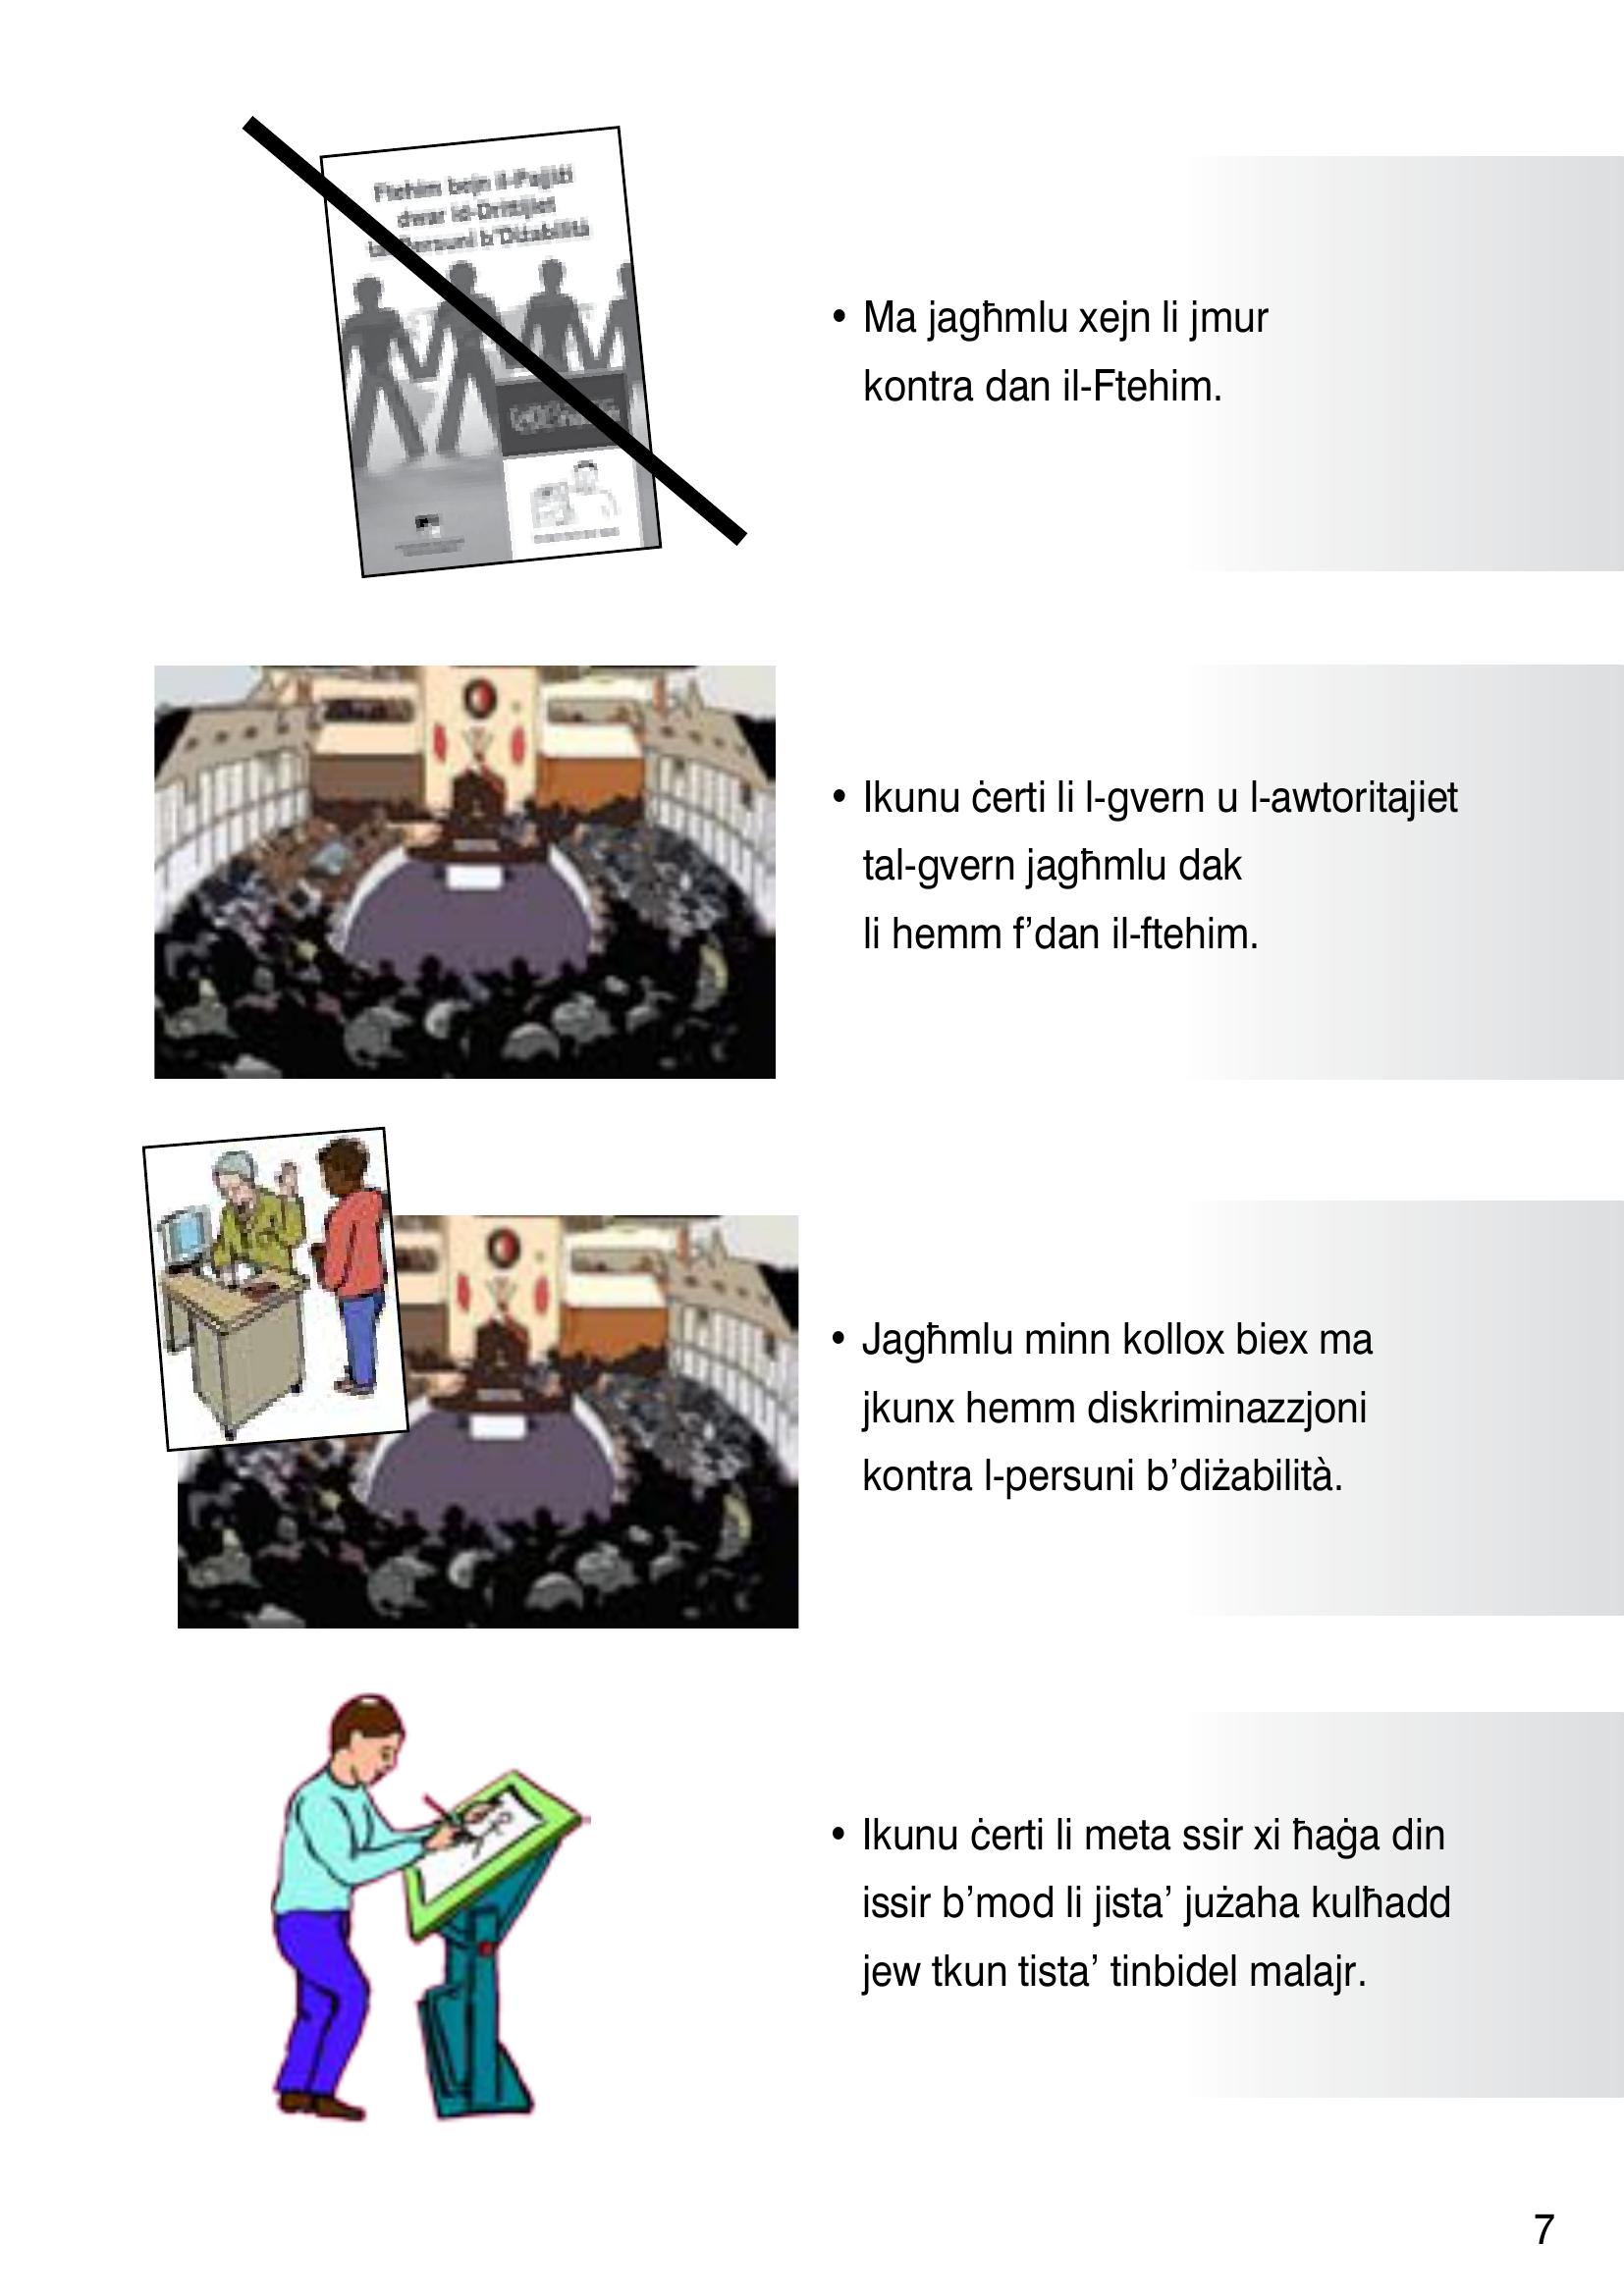 Ftehim bejn il-Pajjiżi
dwar id-Drittijiet
Persuni b'Diżabilità
• Ma jagħmlu xejn li jmur
kontra dan il-Ftehim.
• Ikunu ċerti li l-gvern u l-awtoritajiet
tal-gvern jagħmlu dak
li hemm f’dan il-ftehim.
• Jagħmlu minn kollox biex ma
jkunx hemm diskriminazzjoni
kontra l-persuni b’diżabilità.
• Ikunu ċerti li meta ssir xi ħaġa din
issir b’mod li jista’ jużaha kulħadd
jew tkun tista’ tinbidel malajr.
7